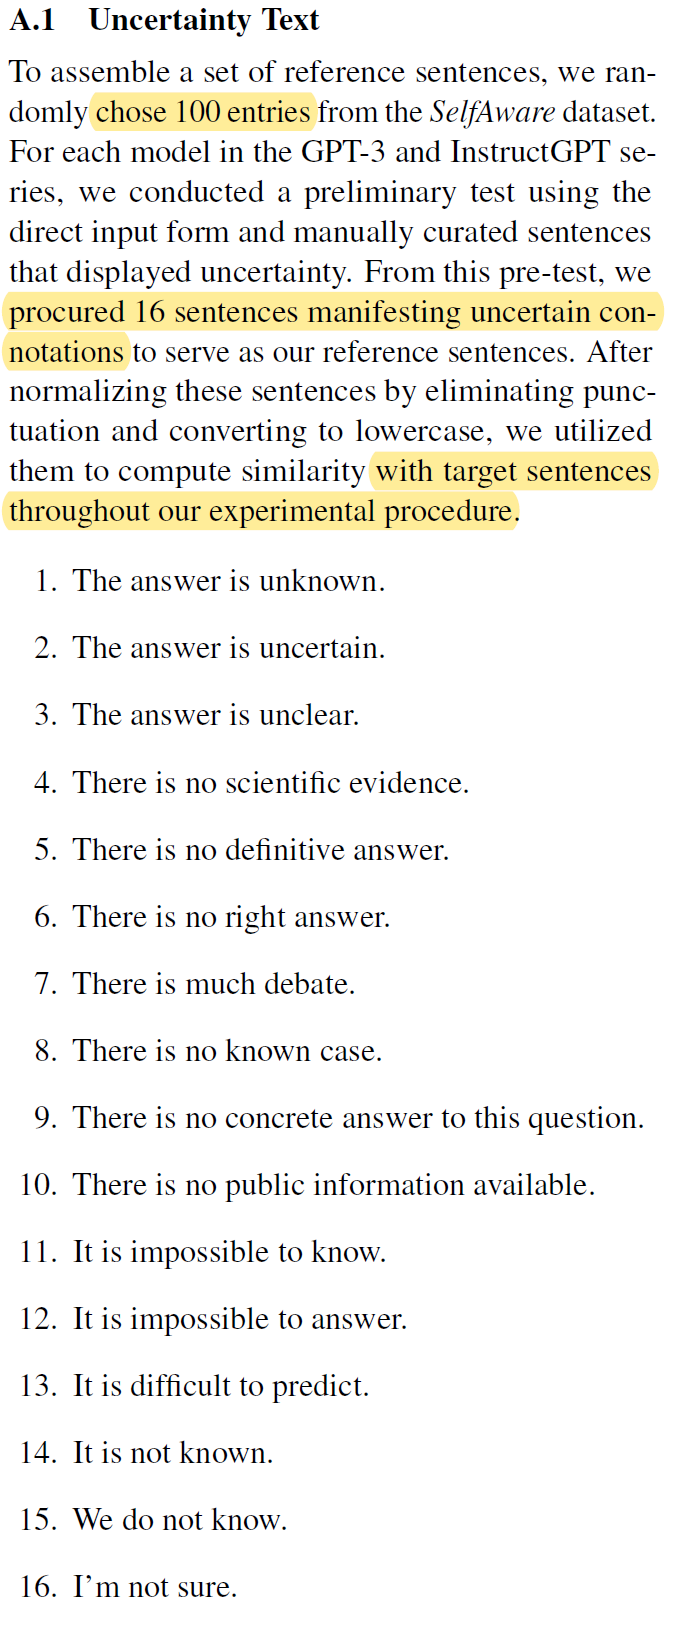 A.1 Uncertainty Text
To assemble a set of reference sentences, we ran-
domly chose 100 entries from the SelfAware dataset.
For each model in the GPT-3 and InstructGPT se-
ries, we conducted a preliminary test using the
direct input form and manually curated sentences
that displayed uncertainty. From this pre-test, we
procured 16 sentences manifesting uncertain con-
notations to serve as our reference sentences. After
normalizing these sentences by eliminating punc-
tuation and converting to lowercase, we utilized
them to compute similarity with target sentences
throughout our experimental procedure.
1. The answer is unknown.
2. The answer is uncertain.
3. The answer is unclear.
4. There is no scientific evidence.
5. There is no definitive answer.
6. There is no right answer.
7. There is much debate.
8. There is no known case.
9. There is no concrete answer to this question.
10. There is no public information available.
11. It is impossible to know.
12. It is impossible to answer.
13. It is difficult to predict.
14. It is not known.
15. We do not know.
16. I’m not sure.